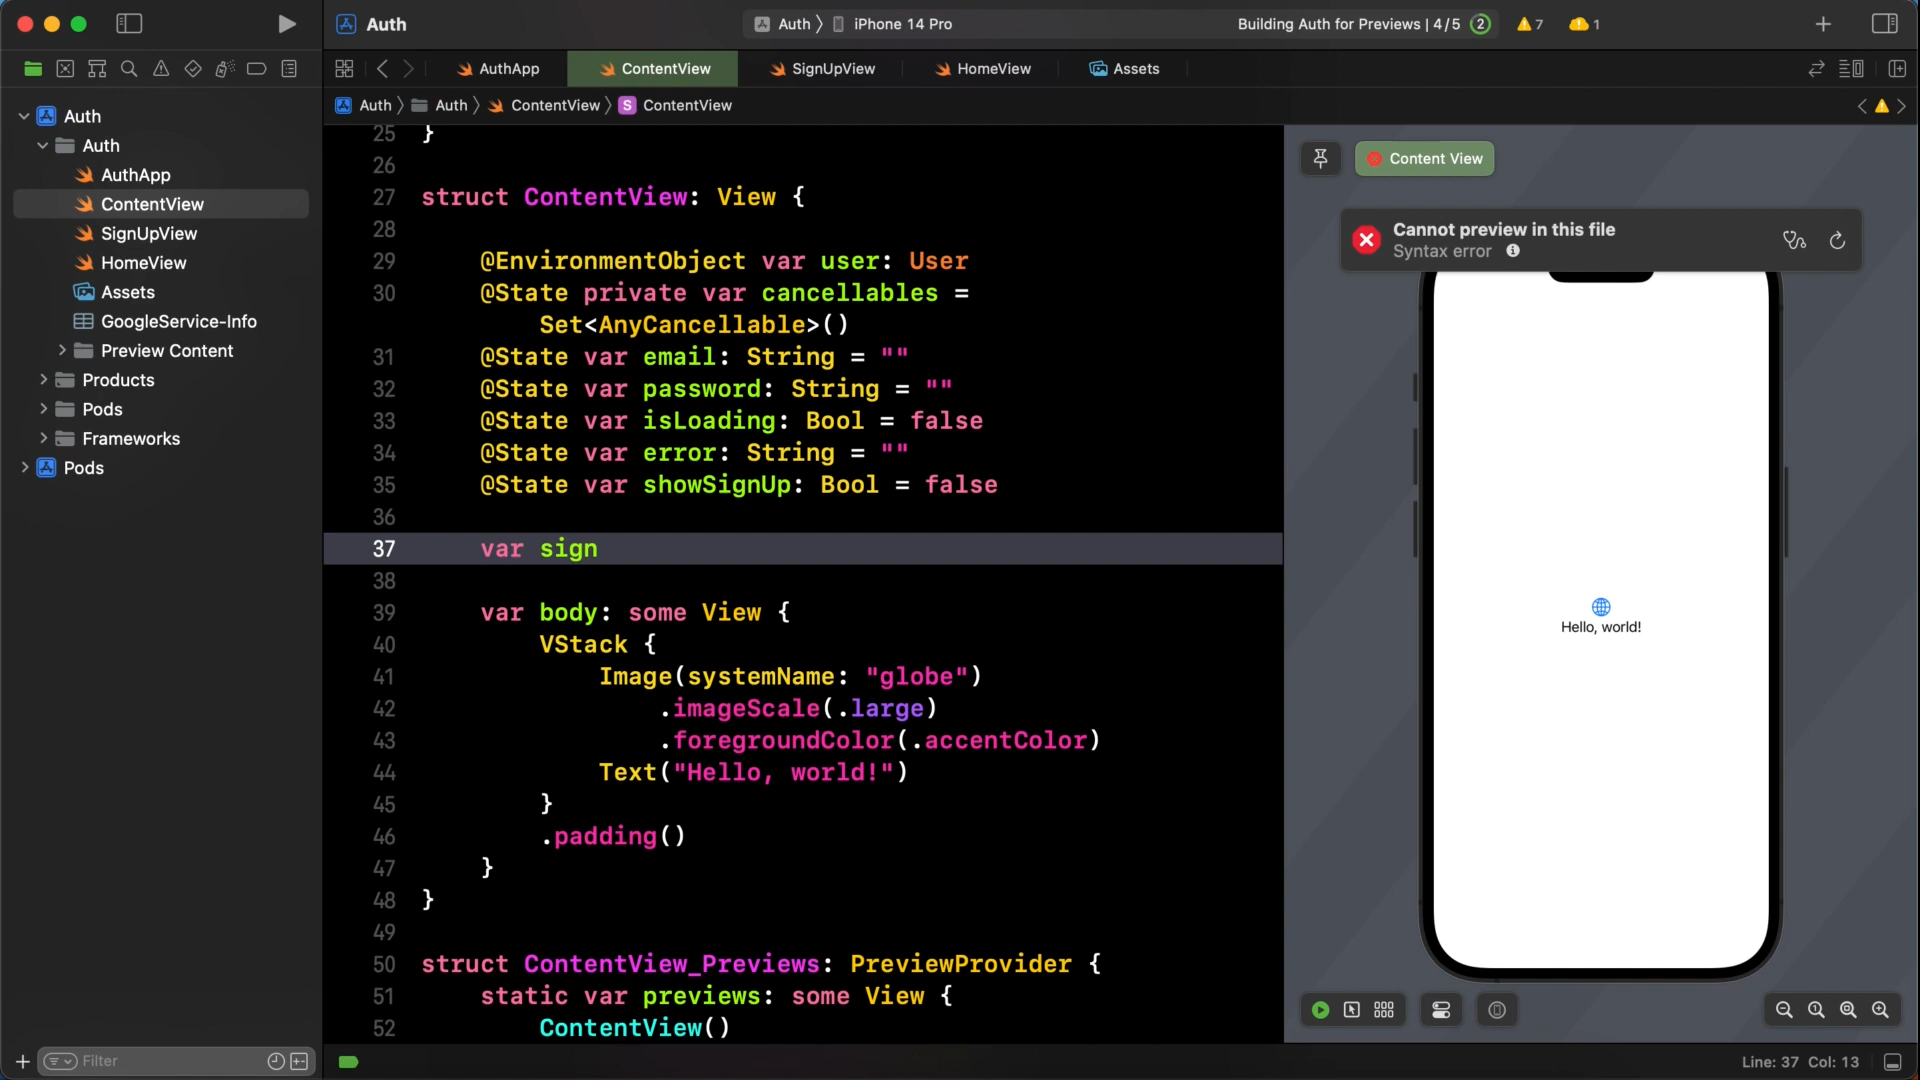 Auth
Auth
iPhone 14 Pro
Building Auth for Previews | 4/5
2
7
1
AuthApp
ContentView
SignUpView
HomeView
Assets
Auth
Auth
ContentView
S
ContentView
Auth
Auth
AuthApp
ContentView
SignUpView
HomeView
Assets
GoogleService-Info
Preview Content
Products
Pods
Frameworks
Pods
Filter
25 }
26
27 struct ContentView: View {
28
29 @EnvironmentObject var user: User
30 @State private var cancellables =
Set<AnyCancellable>()
31 @State var email: String = ""
32 @State var password: String = ""
33 @State var isLoading: Bool = false
34 @State var error: String = ""
35 @State var showSignUp: Bool = false
36
37 var sign
38
39 var body: some View {
40 VStack {
41 Image(systemName: "globe")
42 .imageScale(.large)
43 .foregroundColor(.accentColor)
44 Text("Hello, world!")
45 }
46 .padding()
47 }
48 }
49
50 struct ContentView_Previews: PreviewProvider {
51 static var previews: some View {
52 ContentView()
Content View
Cannot preview in this file
Syntax error
Hello, world!
Line: 37 Col: 13